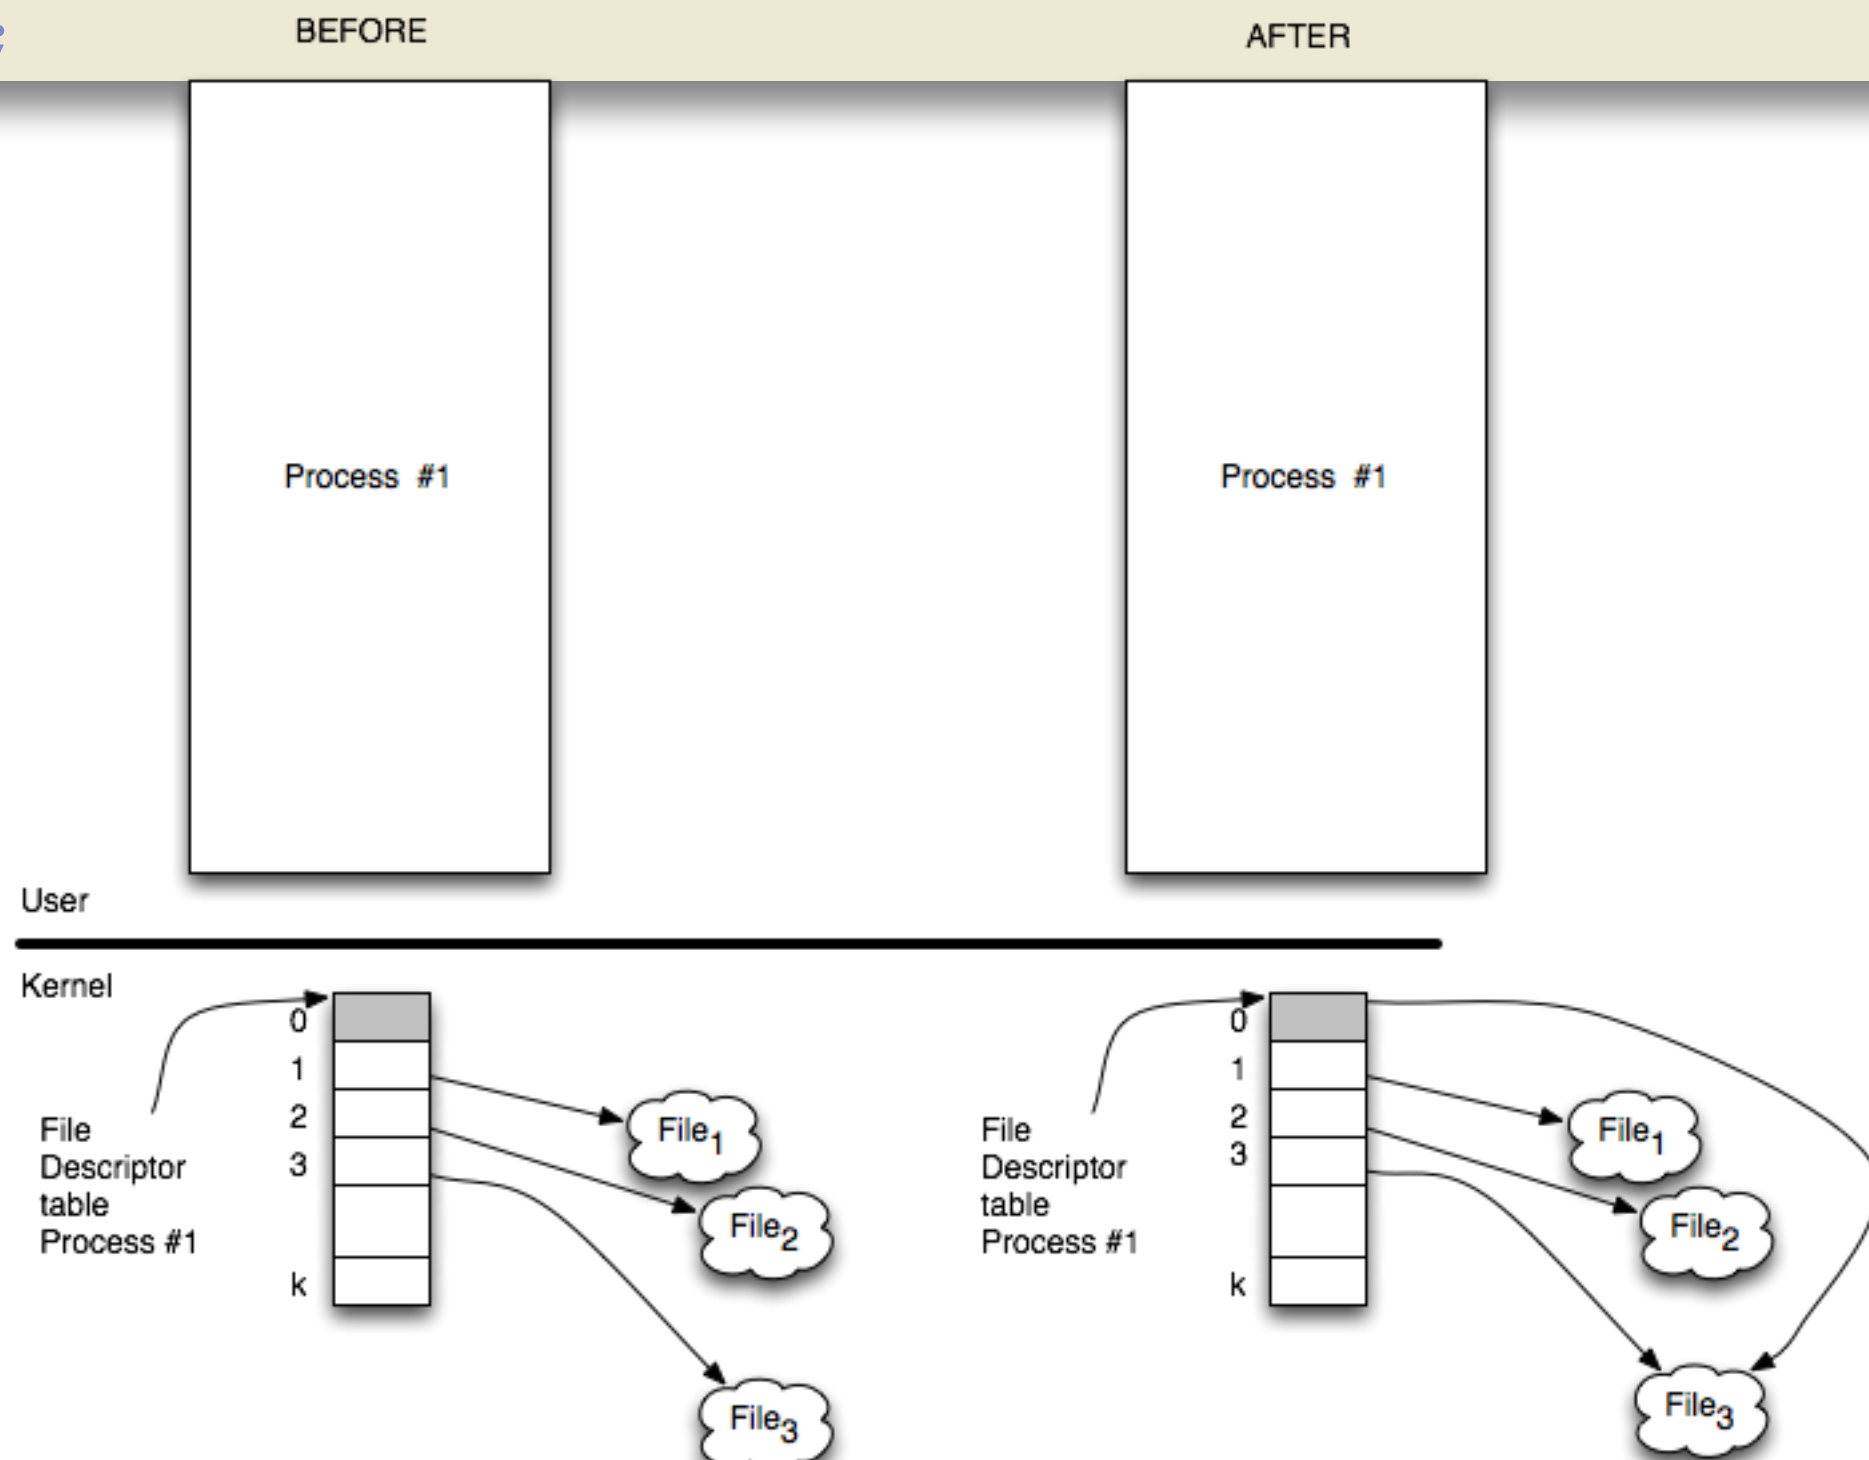 BEFORE
AFTER
Process #1
Process #1
User
Kernel
0
1
2
3
k
File
Descriptor
table
Process #1
File1
File2
File3
0
1
2
3
k
File
Descriptor
table
Process #1
File1
File2
File3